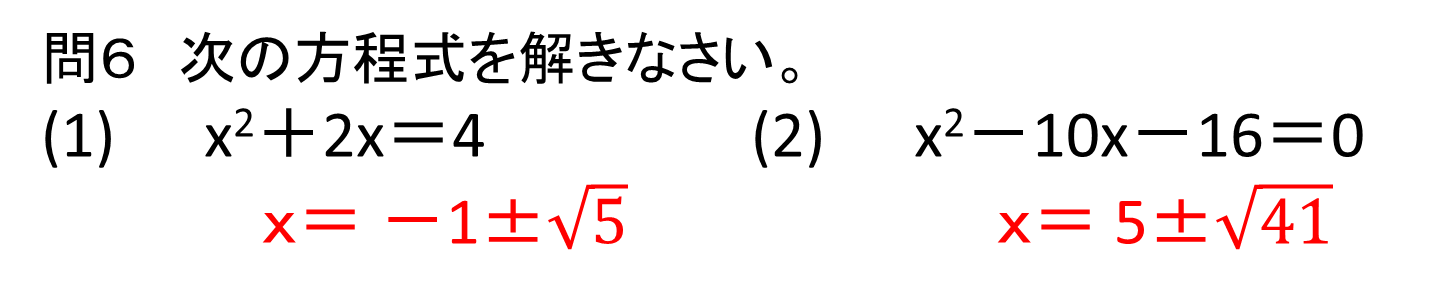 問６　次の方程式を解きなさい。
(1)　　x²＋2x＝4　　　　　　(2)　　x²－10x－16＝0
x＝ －1±√5　　　　　　x＝ 5±√41